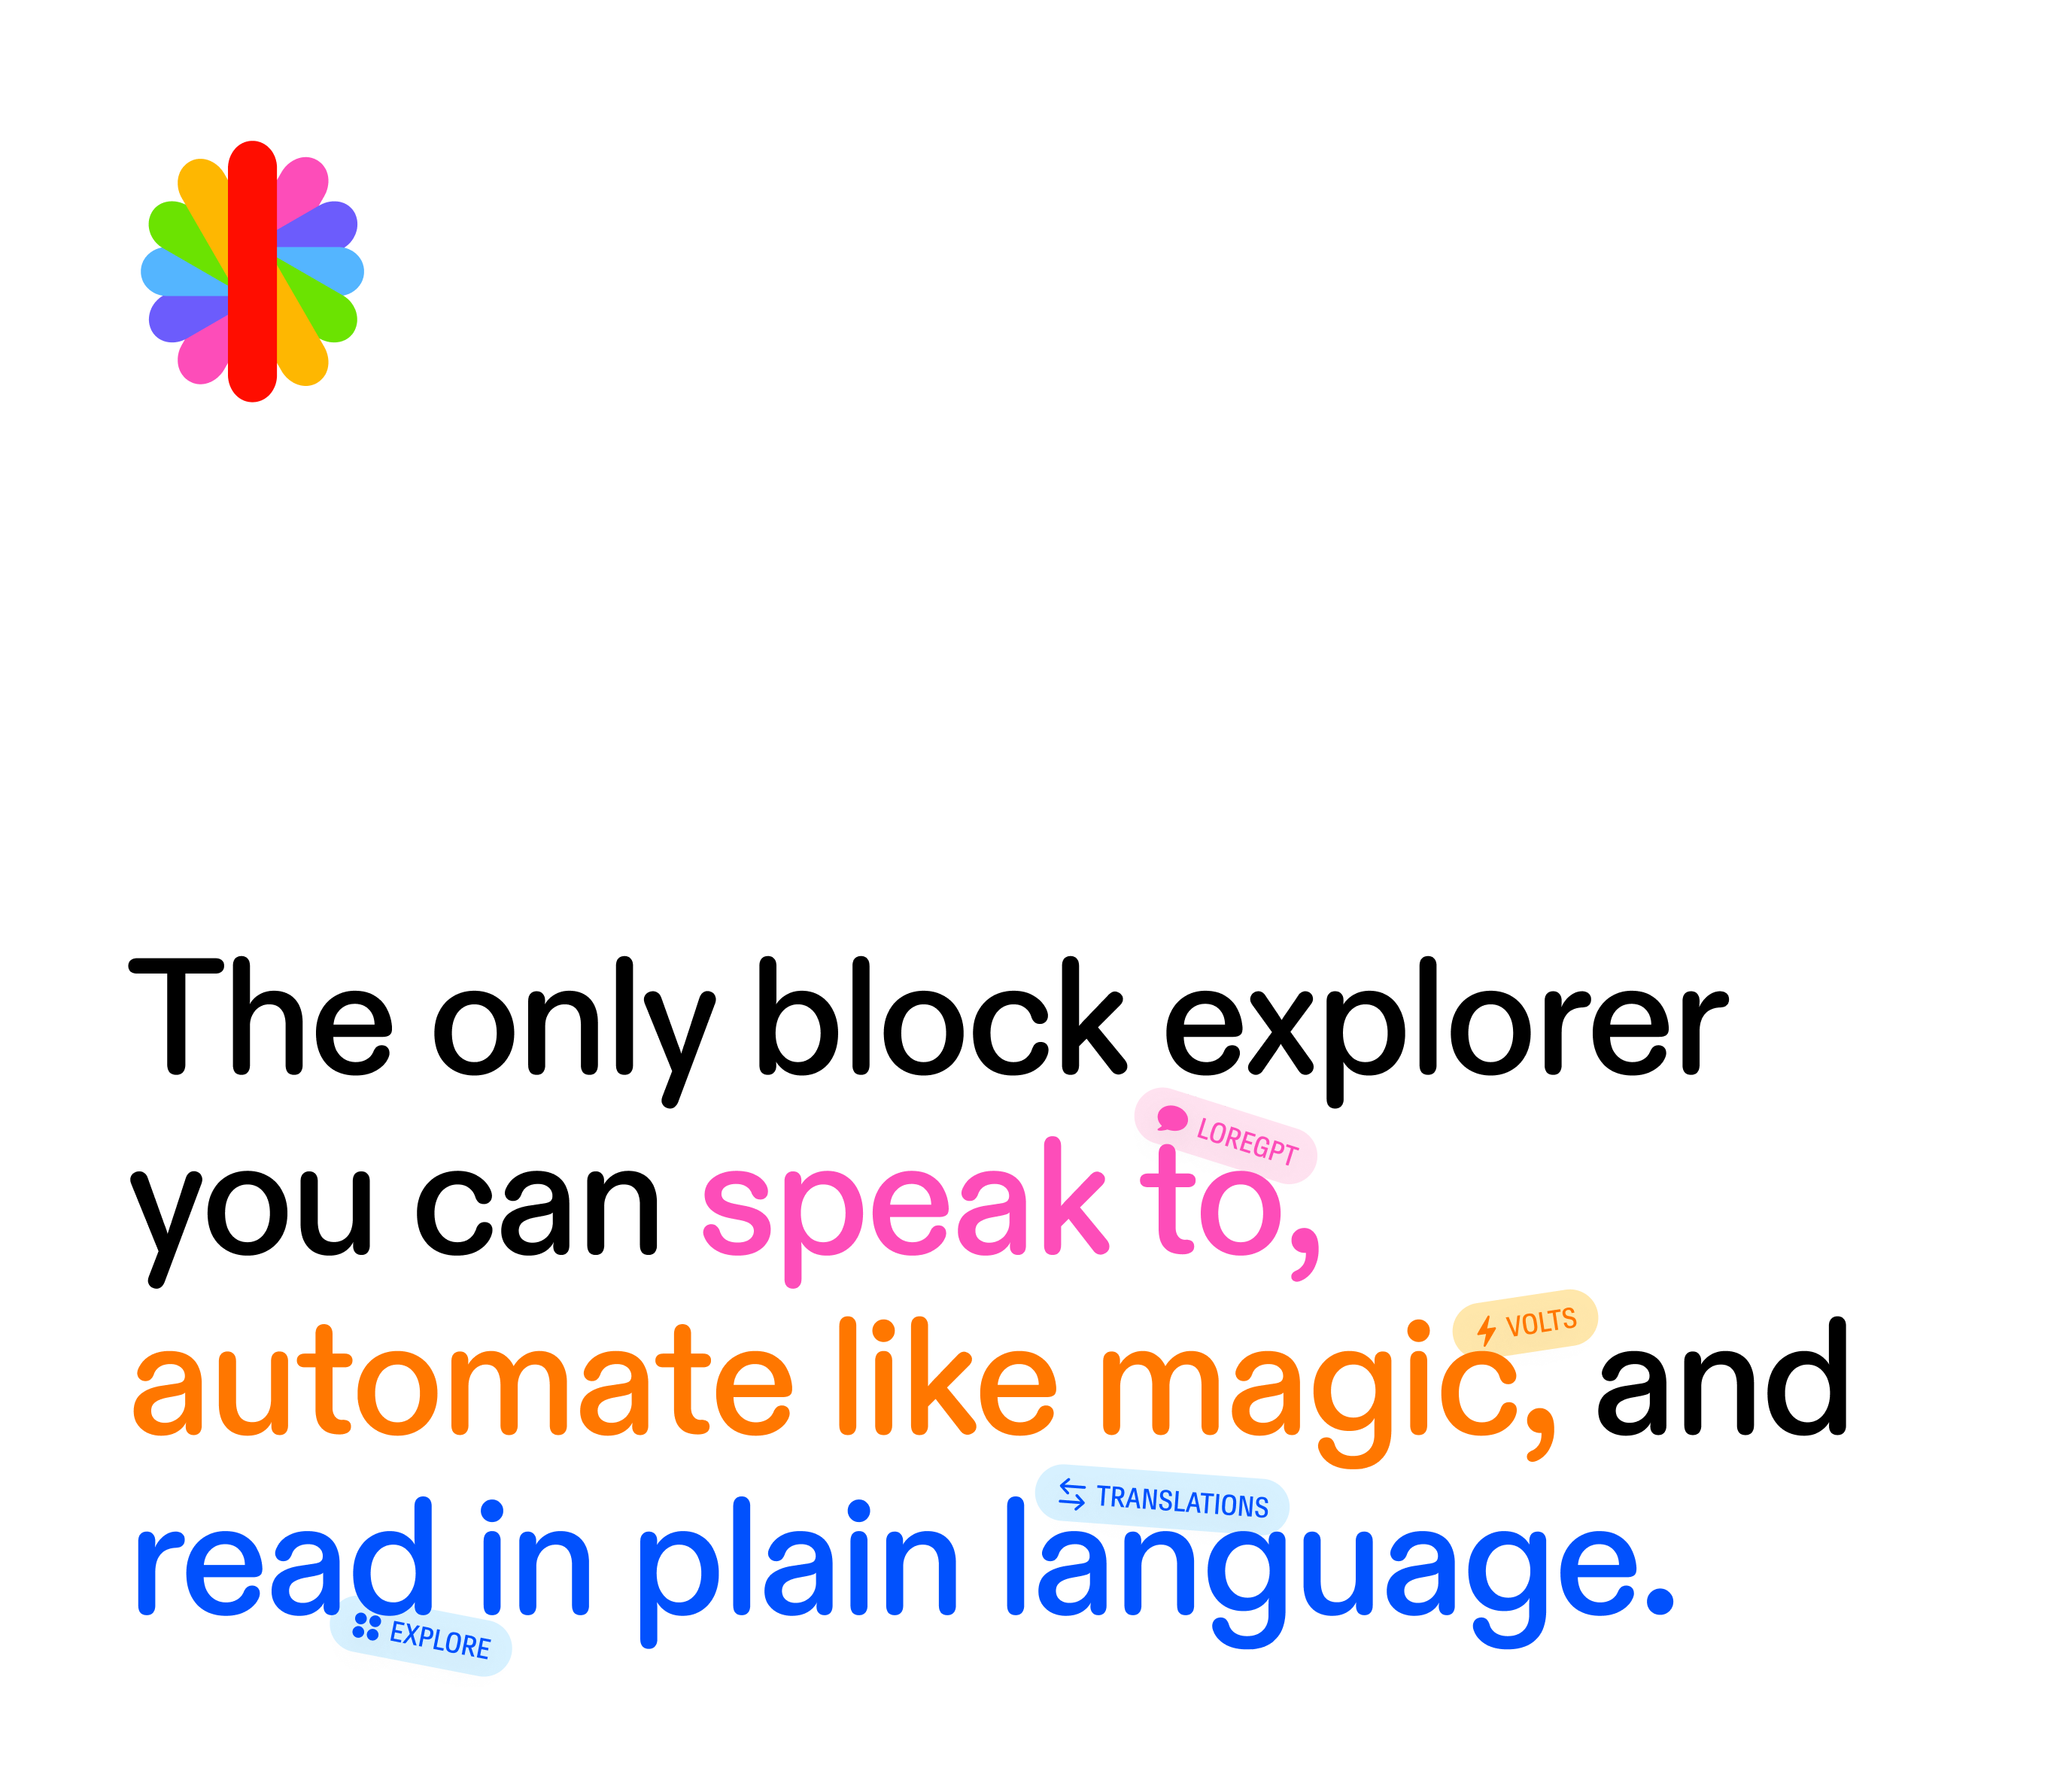 The only block explorer
LOREGPT
you can speak to,
VOLTS
automate like magic, and
TRANSLATIONS
read in plain language.
EXPLORE